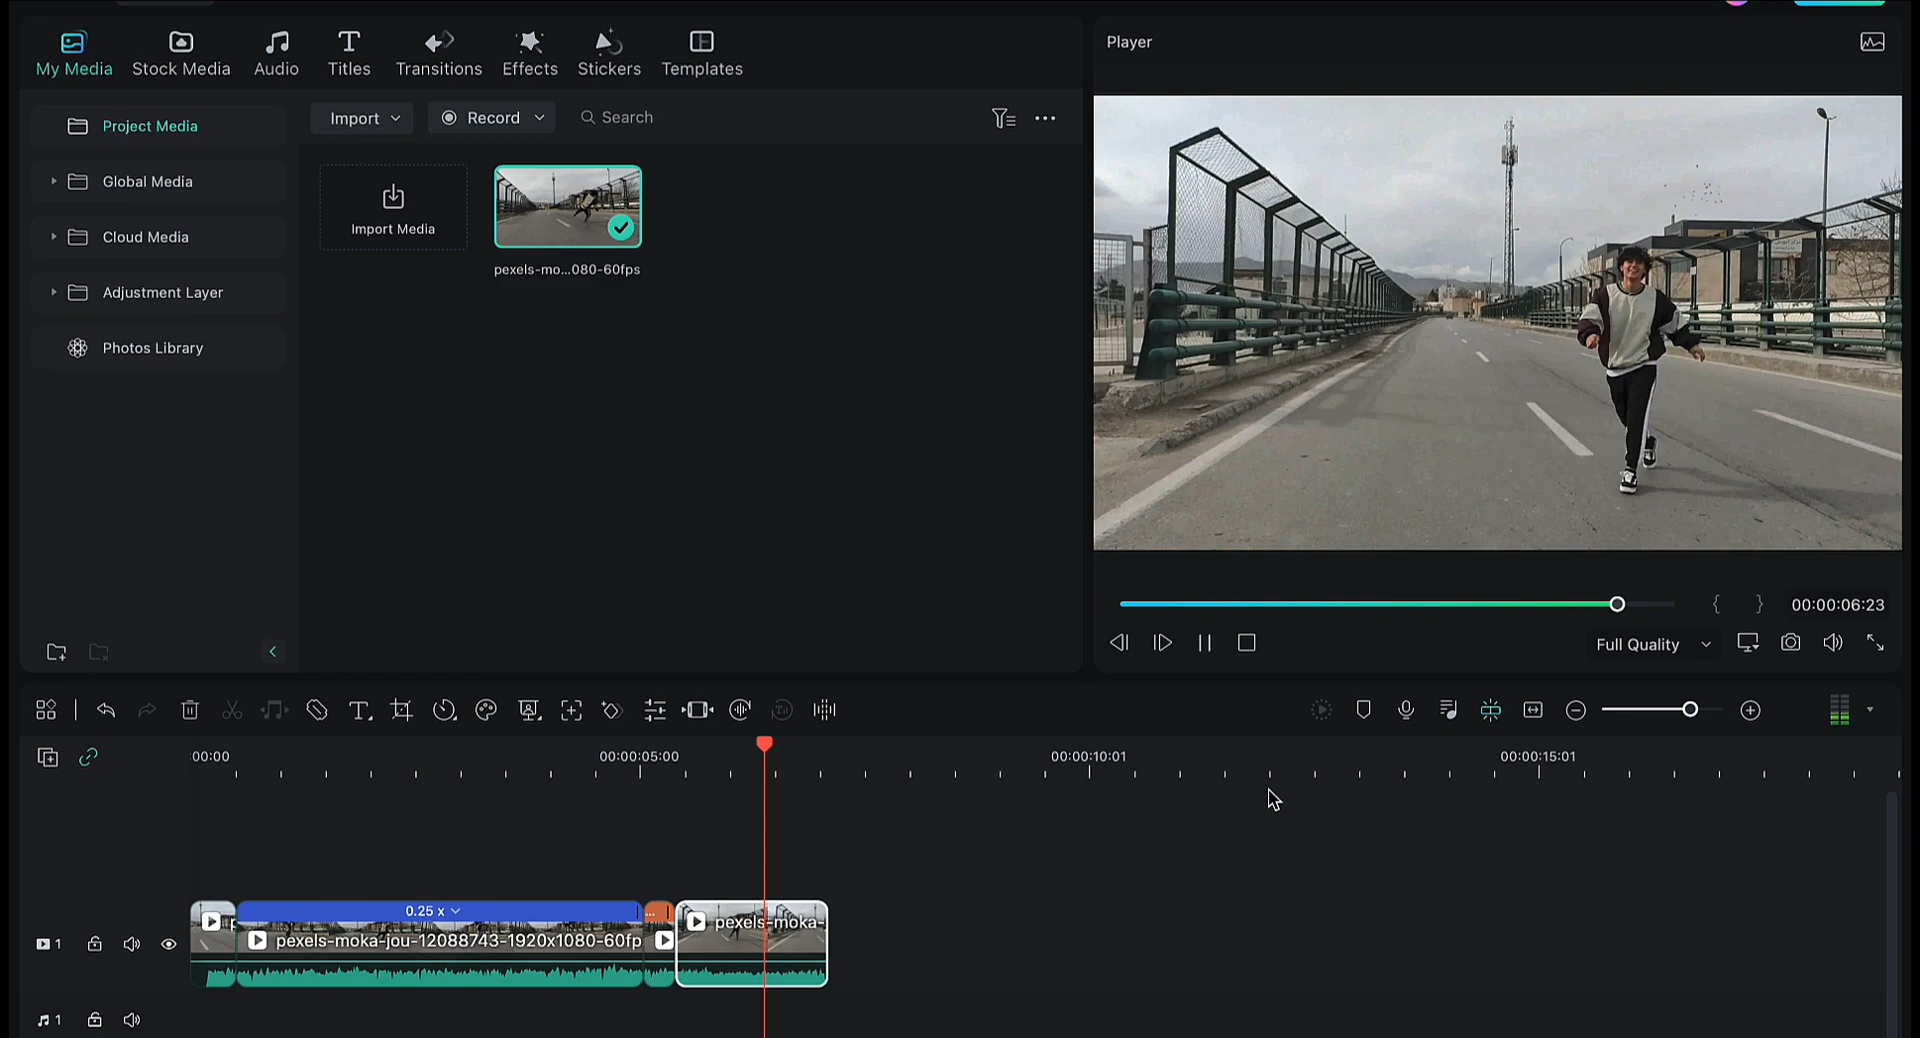 My Media
Stock Media
Audio
Titles
Transitions
Effects
Stickers
Templates
Player
Project Media
Global Media
Cloud Media
Adjustment Layer
Photos Library
Import
Record
Search
Import Media
pexels-mo...080-60fps
00:00:06:23
Full Quality
:00:00
00:00:05:00
00:00:10:01
00:00:15:01
0.25 x
...
pexels-moka-jou-12088743-1920x1080-60fp
pexels-moka-
1
1